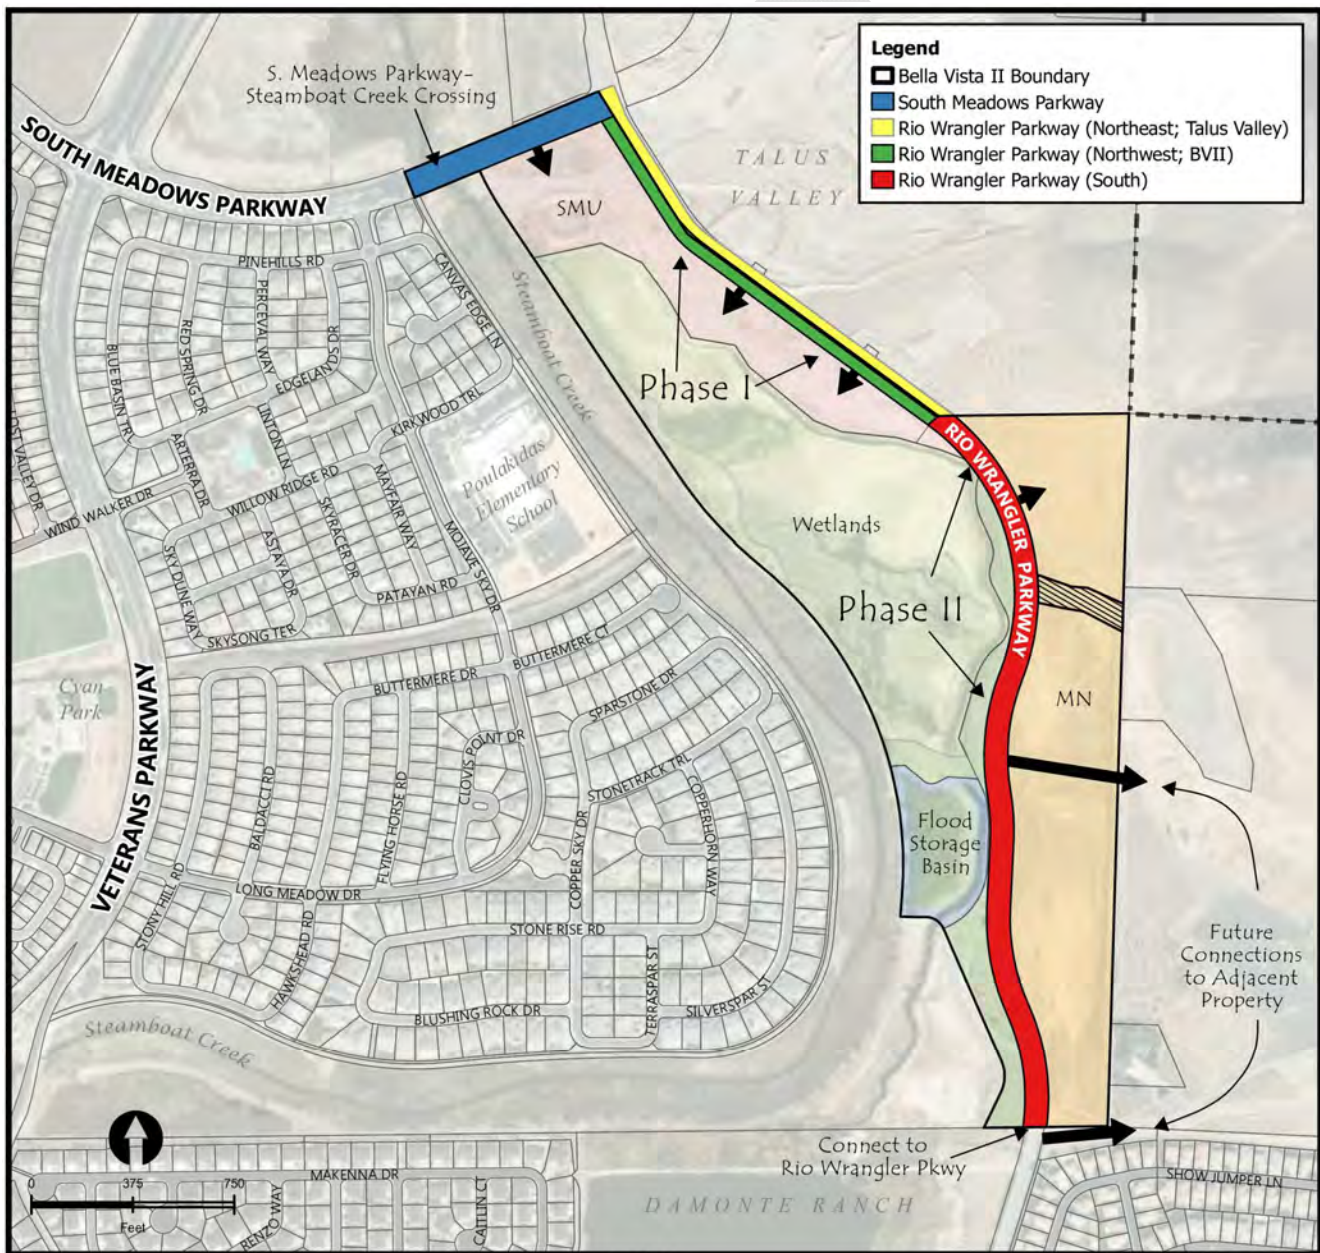 Legend
Bella Vista II Boundary
South Meadows Parkway
Rio Wrangler Parkway (Northeast; Talus Valley)
Rio Wrangler Parkway (Northwest; BVII)
Rio Wrangler Parkway (South)
S. Meadows Parkway-
Steamboat Creek Crossing
SOUTH MEADOWS PARKWAY
TALUS
VALLEY
SMU
PINEHILLS RD
CANVAS EDGE LN
PERCEVAL WAY
RED SPRING DR
EDGELANDS DR
BLUE BASIN TRL
Steamboat Creek
Phase I
LINTON LN
KIRKWOOD TRL
LOST VALLEY DR
ARTERRA DR
WILLOW RIDGE RD
WIND WALKER DR
MAYFAIR WAY
Poulakidas
Elementary
School
RIO WRANGLER PARKWAY
Wetlands
SKYRACER DR
ASTAYA DR
MOJAVE SKY DR
SKY DUNE WAY
PATAYAN RD
SKYSONG TER
Phase II
BUTTERMERE CT
BUTTERMERE DR
SPARSTONE DR
MN
Cyan
Park
VETERANS PARKWAY
CLOVIS POINT DR
STONETRACK TRL
BALDACCI RD
FLYING HORSE RD
COPPERHORN WAY
COPPER SKY DR
Flood
Storage
Basin
LONG MEADOW DR
STONY HILL RD
HAWKSHEAD RD
STONE RISE RD
TERRASPAR ST
SILVERSPAR ST
BLUSHING ROCK DR
Future
Connections
to Adjacent
Property
Steamboat Creek
Connect to
Rio Wrangler Pkwy
MAKENNA DR
SHOW JUMPER LN
0 375 750
Feet
RENZO WAY
CAITLIN CT
DAMONTE RANCH